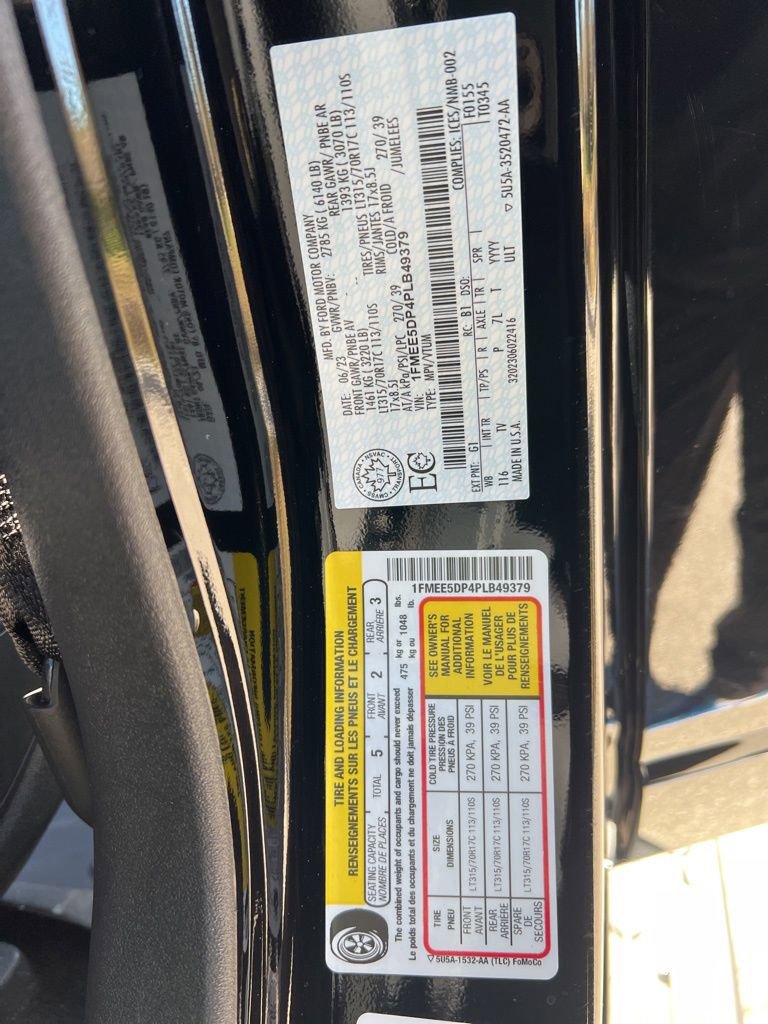 MFD. BY FORD MOTOR COMPANY
DATE: 06/23 GVWR/PNBV: 2785 KG ( 6140 LB)
FRONT GAWR/PNBE AV REAR GAWR/ PNBE AR
1461 KG ( 3220 LB) 1393 KG ( 3070 LB)
LT315/70R17C 113/110S TIRES/PNEUS LT315/70R17C 113/110S
17x8.5J RIMS/JANTES 17x8.5J
AT/A kPa/PSI/LPC 270/ 39 COLD/A FROID 270/ 39
VIN: 1FMEE5DP4PLB49379 /JUMELEES
TYPE: MPV/VTUM
CANADA · NSVAC · TRANSPORT · CMVSS
977
COMPLIES: ICES/NMB-002
F0155
T0345
EXT PNT: G1 RC: B1 DSO:
WB INT TR TP/PS R AXLE TR SPR
116 TV P 7L T YYYY
3202306022416 ULT
MADE IN U.S.A. ▽ 5U5A-3520472-AA
TIRE AND LOADING INFORMATION
RENSEIGNEMENTS SUR LES PNEUS ET LE CHARGEMENT
SEATING CAPACITY TOTAL 5 FRONT 2 REAR 3
NOMBRE DE PLACES AVANT ARRIÈRE
The combined weight of occupants and cargo should never exceed 475 kg or 1048 lbs.
Le poids total des occupants et du chargement ne doit jamais dépasser kg ou lb.
1FMEE5DP4PLB49379
TIRE SIZE COLD TIRE PRESSURE
PNEU DIMENSIONS PRESSION DES PNEUS À FROID
FRONT AVANT LT315/70R17C 113/110S 270 KPA, 39 PSI
REAR ARRIÈRE LT315/70R17C 113/110S 270 KPA, 39 PSI
SPARE DE SECOURS LT315/70R17C 113/110S 270 KPA, 39 PSI
SEE OWNER'S
MANUAL FOR
ADDITIONAL
INFORMATION
VOIR LE MANUEL
DE L'USAGER
POUR PLUS DE
RENSEIGNEMENTS
▽ 5U5A-1532-AA (TLC) FoMoCo